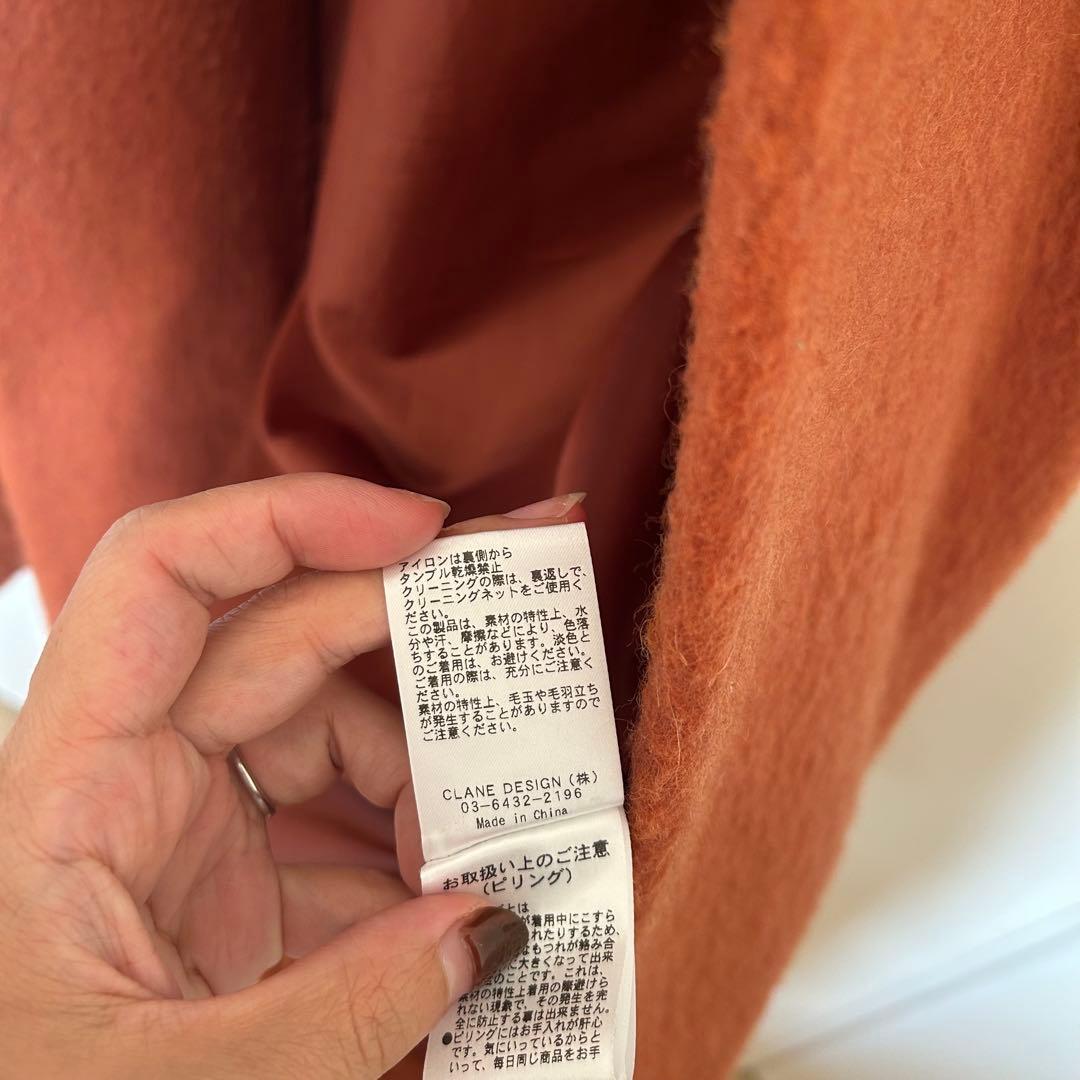 アイロンは裏側から
タンブル乾燥禁止
クリーニングの際は、裏返しで、
クリーニングネットをご使用く
ださい。
この製品は、素材の特性上、水
分や汗、摩擦などにより、色落
ちすることがあります。淡色と
のご着用は、お避けください。
ご着用の際は、充分にご注意く
ださい。
素材の特性上、毛玉や毛羽立ち
が発生することがありますので
ご注意ください。
CLANE DESIGN(株)
03-6432-2196
Made in China
お取扱い上のご注意
(ピリング)
とは
が着用中にこすら
れたりするため、
もつれが絡み合
に大きくなって出来
のことです。これは、
素材の特性上着用の際避けら
れない現象で、その発生を完
全に防止する事は出来ません。
●ピリングにはお手入れが肝心
です。気にいっているからと
いって、毎日同じ商品をお手